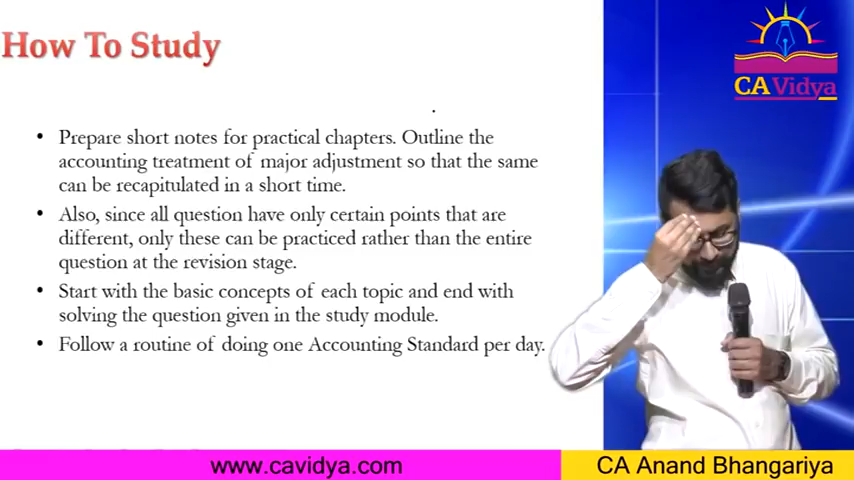 How To Study
CA Vidya
• Prepare short notes for practical chapters. Outline the
accounting treatment of major adjustment so that the same
can be recapitulated in a short time.
• Also, since all question have only certain points that are
different, only these can be practiced rather than the entire
question at the revision stage.
• Start with the basic concepts of each topic and end with
solving the question given in the study module.
• Follow a routine of doing one Accounting Standard per day.
www.cavidya.com
CA Anand Bhangariya